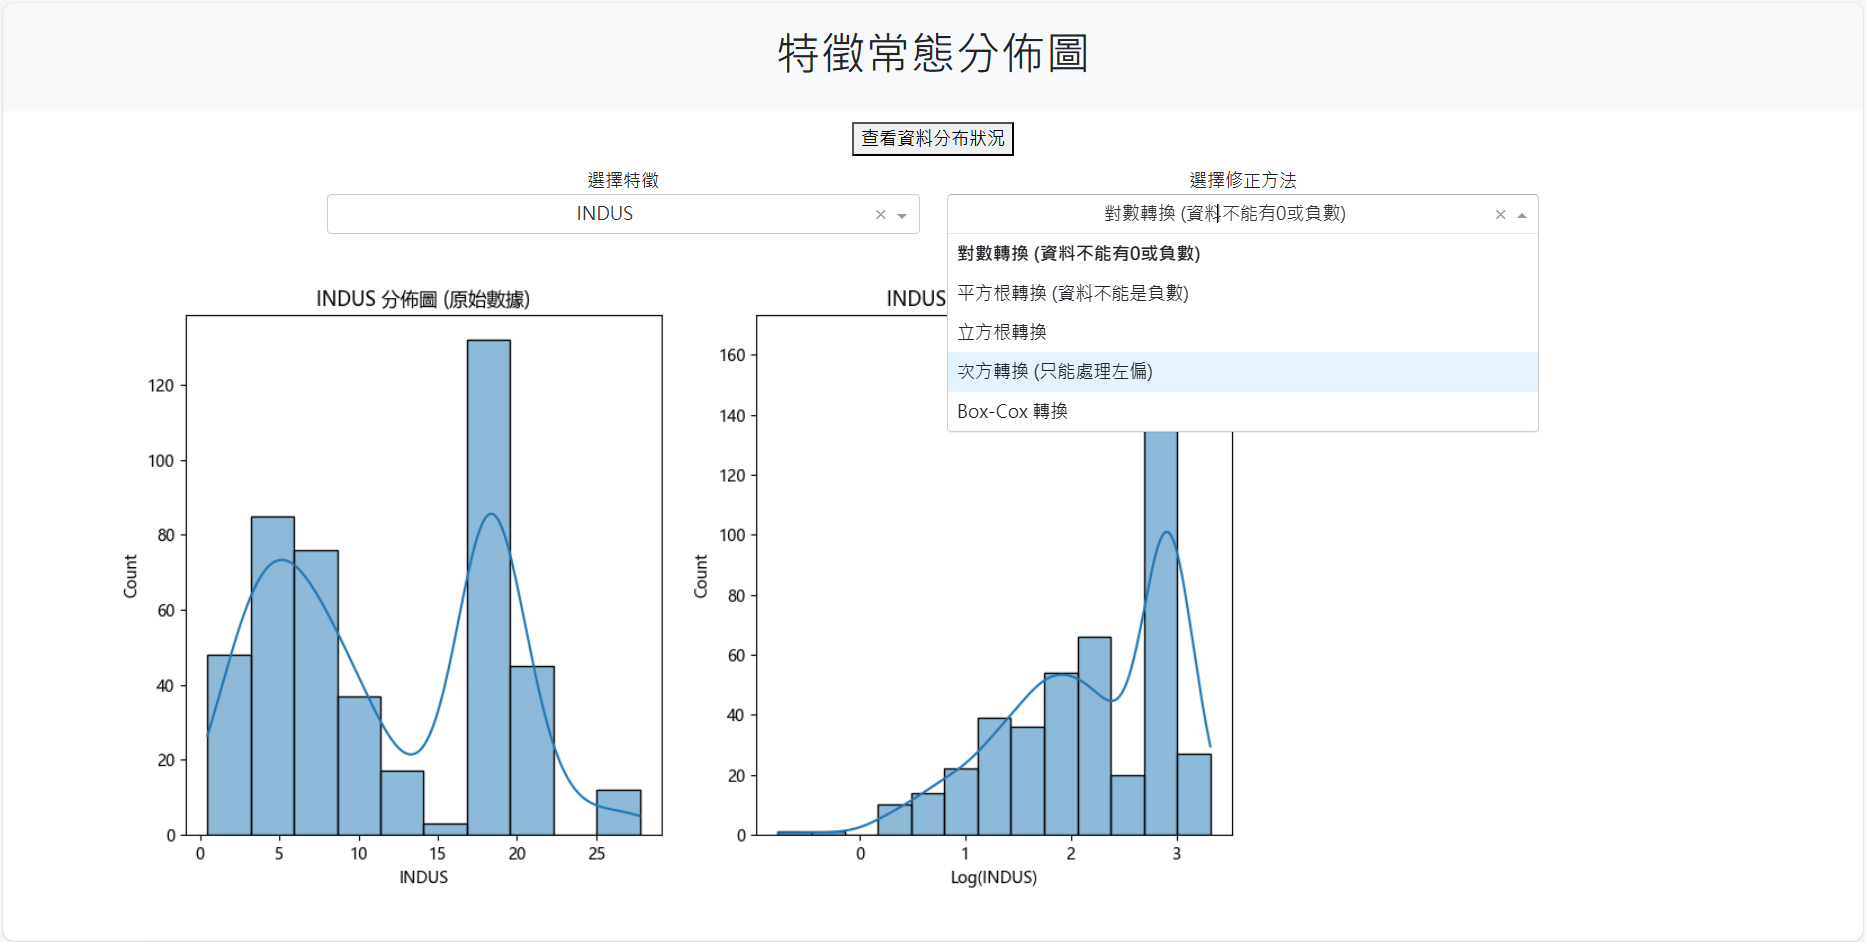 特徵常態分佈圖
查看資料分布狀況
選擇特徵
INDUS
選擇修正方法
對數轉換 (資料不能有0或負數)
對數轉換 (資料不能有0或負數)
平方根轉換 (資料不能是負數)
立方根轉換
次方轉換 (只能處理左偏)
Box-Cox 轉換
INDUS 分佈圖 (原始數據)
120
100
80
60
40
20
0
Count
0 5 10 15 20 25
INDUS
INDUS
160
140
120
100
80
60
40
20
0
Count
0 1 2 3
Log(INDUS)